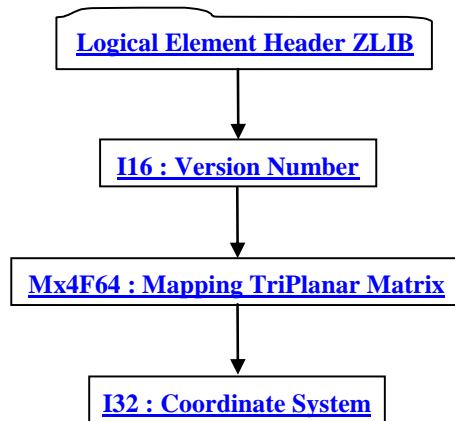 Logical Element Header ZLIB
I16 : Version Number
Mx4F64 : Mapping TriPlanar Matrix
I32 : Coordinate System